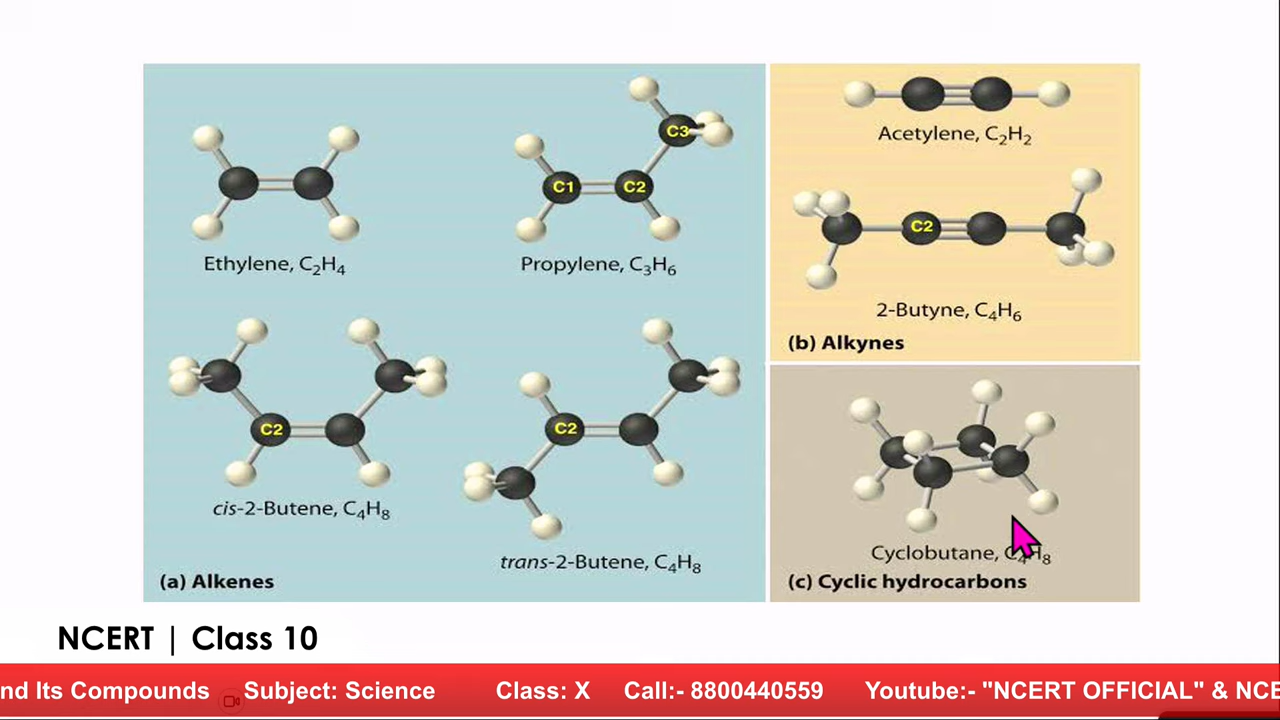 C3
C1
C2
Ethylene, C₂H₄
Propylene, C₃H₆
C2
cis-2-Butene, C₄H₈
C2
trans-2-Butene, C₄H₈
(a) Alkenes
Acetylene, C₂H₂
C2
2-Butyne, C₄H₆
(b) Alkynes
Cyclobutane, C₄H₈
(c) Cyclic hydrocarbons
NCERT | Class 10
nd Its Compounds Subject: Science Class: X Call:- 8800440559 Youtube:- "NCERT OFFICIAL" & NCE